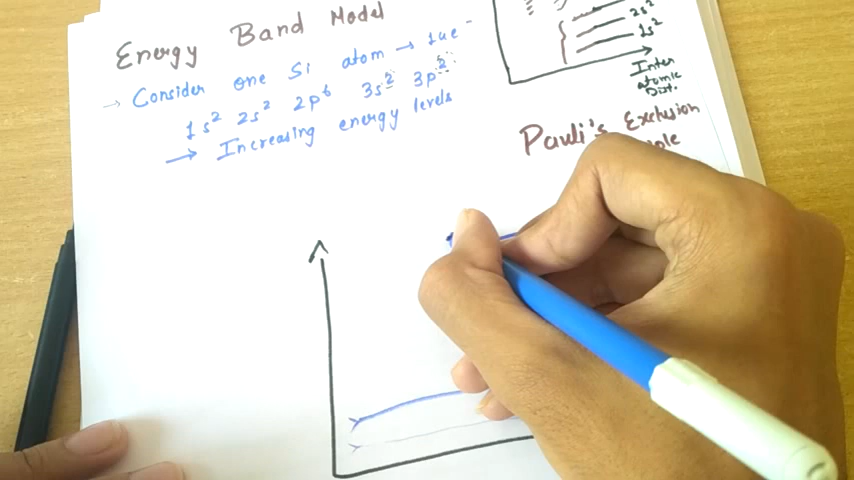 Energy Band Model
→ Consider one Si atom → 1
1s² 2s² 2p⁶ 3s² 3p²
→ Increasing energy levels
2s²
1s²
Inter
atomic
Dist.
Pauli's Exclusion